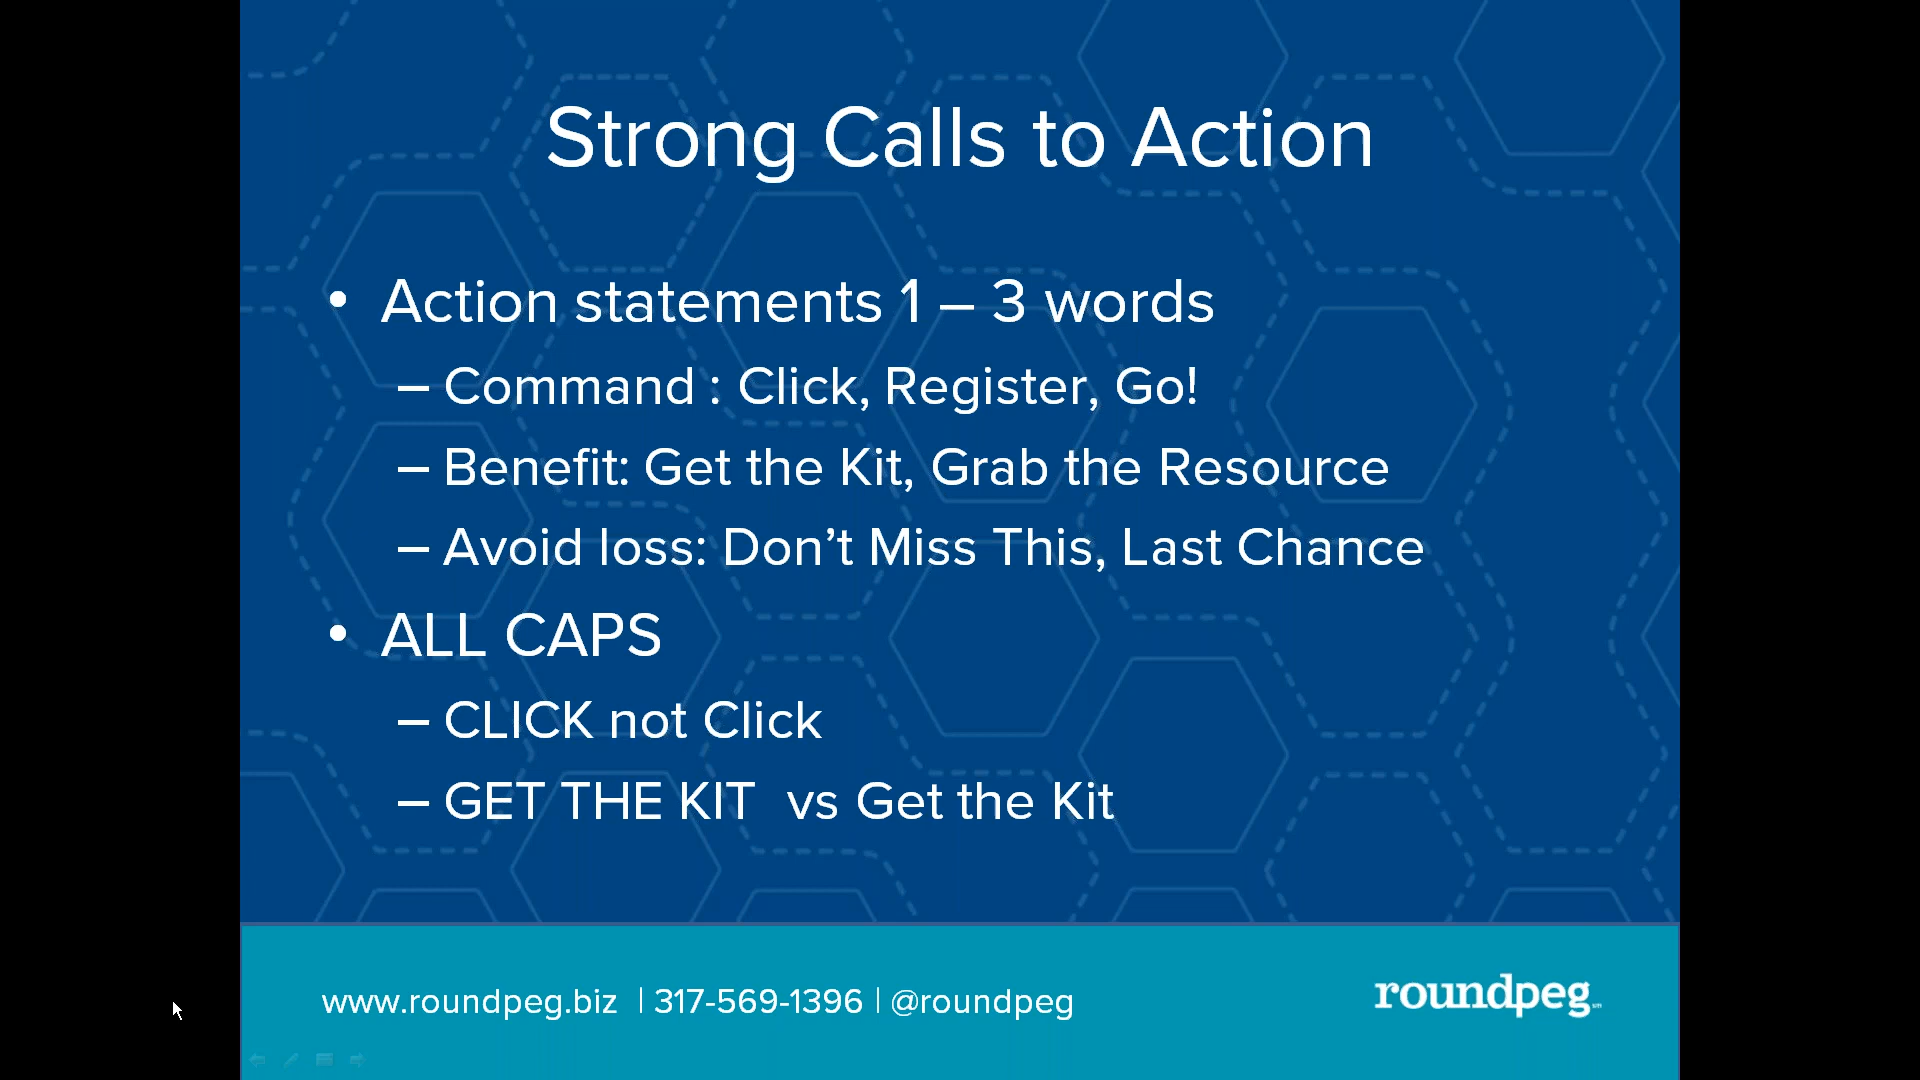 Strong Calls to Action
• Action statements 1 – 3 words
– Command : Click, Register, Go!
– Benefit: Get the Kit, Grab the Resource
– Avoid loss: Don’t Miss This, Last Chance
• ALL CAPS
– CLICK not Click
– GET THE KIT  vs Get the Kit
www.roundpeg.biz | 317-569-1396 | @roundpeg
roundpeg